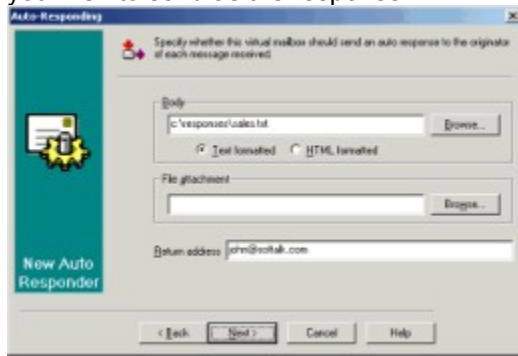 Auto-Responding
Specify whether this virtual mailbox should send an auto response to the originator
of each message received.
Body
c:\responses\sales.txt
Browse...
Text formatted
HTML formatted
File attachment
Browse...
Return address
john@softalk.com
New Auto
Responder
< Back
Next >
Cancel
Help